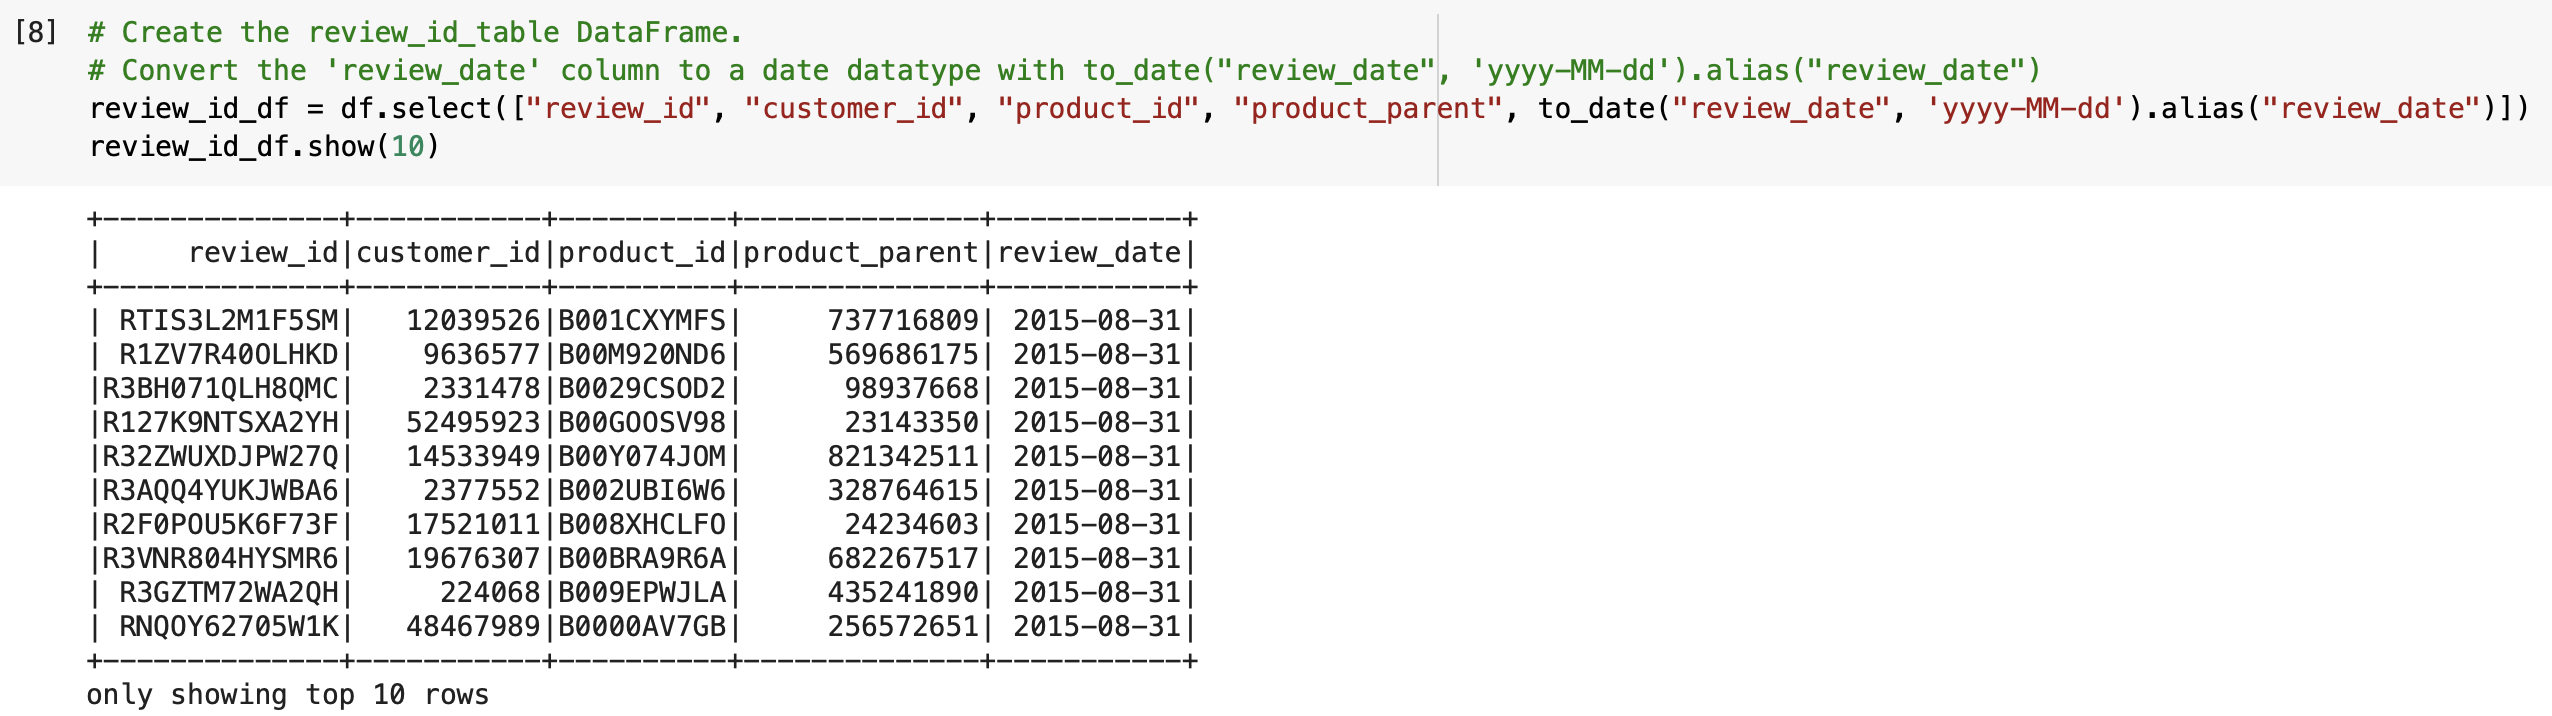 [8] # Create the review_id_table DataFrame.
# Convert the 'review_date' column to a date datatype with to_date("review_date", 'yyyy-MM-dd').alias("review_date")
review_id_df = df.select(["review_id", "customer_id", "product_id", "product_parent", to_date("review_date", 'yyyy-MM-dd').alias("review_date")])
review_id_df.show(10)
+--------------+-----------+----------+--------------+-----------+
|     review_id|customer_id|product_id|product_parent|review_date|
+--------------+-----------+----------+--------------+-----------+
| RTIS3L2M1F5SM|   12039526|B001CXYMFS|     737716809| 2015-08-31|
| R1ZV7R40OLHKD|    9636577|B00M920ND6|     569686175| 2015-08-31|
|R3BH071QLH8QMC|    2331478|B0029CSOD2|      98937668| 2015-08-31|
|R127K9NTSXA2YH|   52495923|B00GOOSV98|      23143350| 2015-08-31|
|R32ZWUXDJPW27Q|   14533949|B00Y074JOM|     821342511| 2015-08-31|
|R3AQQ4YUKJWBA6|    2377552|B002UBI6W6|     328764615| 2015-08-31|
|R2F0POU5K6F73F|   17521011|B008XHCLFO|      24234603| 2015-08-31|
|R3VNR804HYSMR6|   19676307|B00BRA9R6A|     682267517| 2015-08-31|
| R3GZTM72WA2QH|     224068|B009EPWJLA|     435241890| 2015-08-31|
| RNQOY62705W1K|   48467989|B0000AV7GB|     256572651| 2015-08-31|
+--------------+-----------+----------+--------------+-----------+
only showing top 10 rows